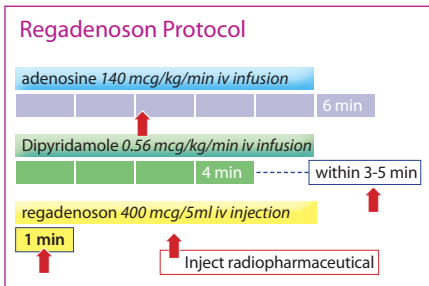 Regadenoson Protocol
adenosine 140 mcg/kg/min iv infusion
6 min
Dipyridamole 0.56 mcg/kg/min iv infusion
4 min
within 3-5 min
regadenoson 400 mcg/5ml iv injection
1 min
Inject radiopharmaceutical